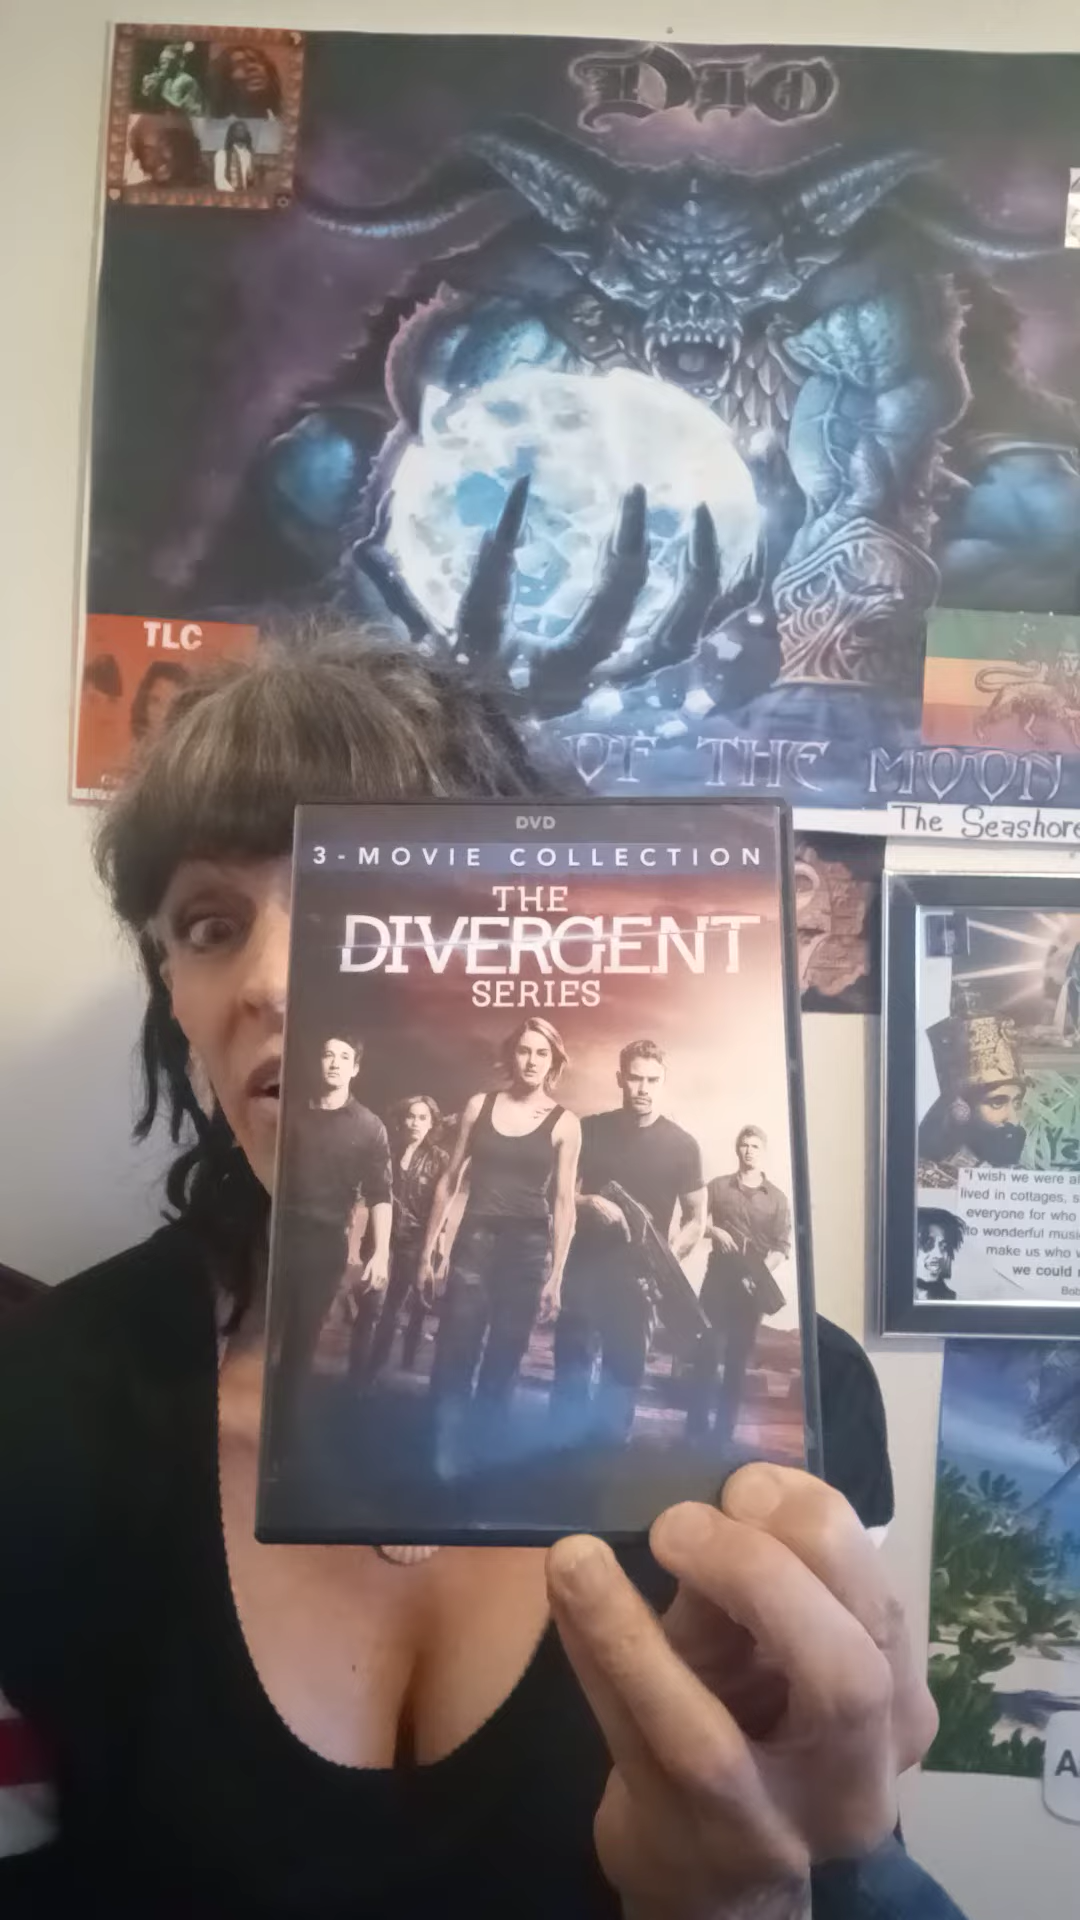 DIO
TLC
OF THE MOON
The Seashore
DVD
3-MOVIE COLLECTION
THE
DIVERGENT
SERIES
"I wish we were al
lived in cottages, s
everyone for who
to wonderful music
make us who w
we could
Bob
A